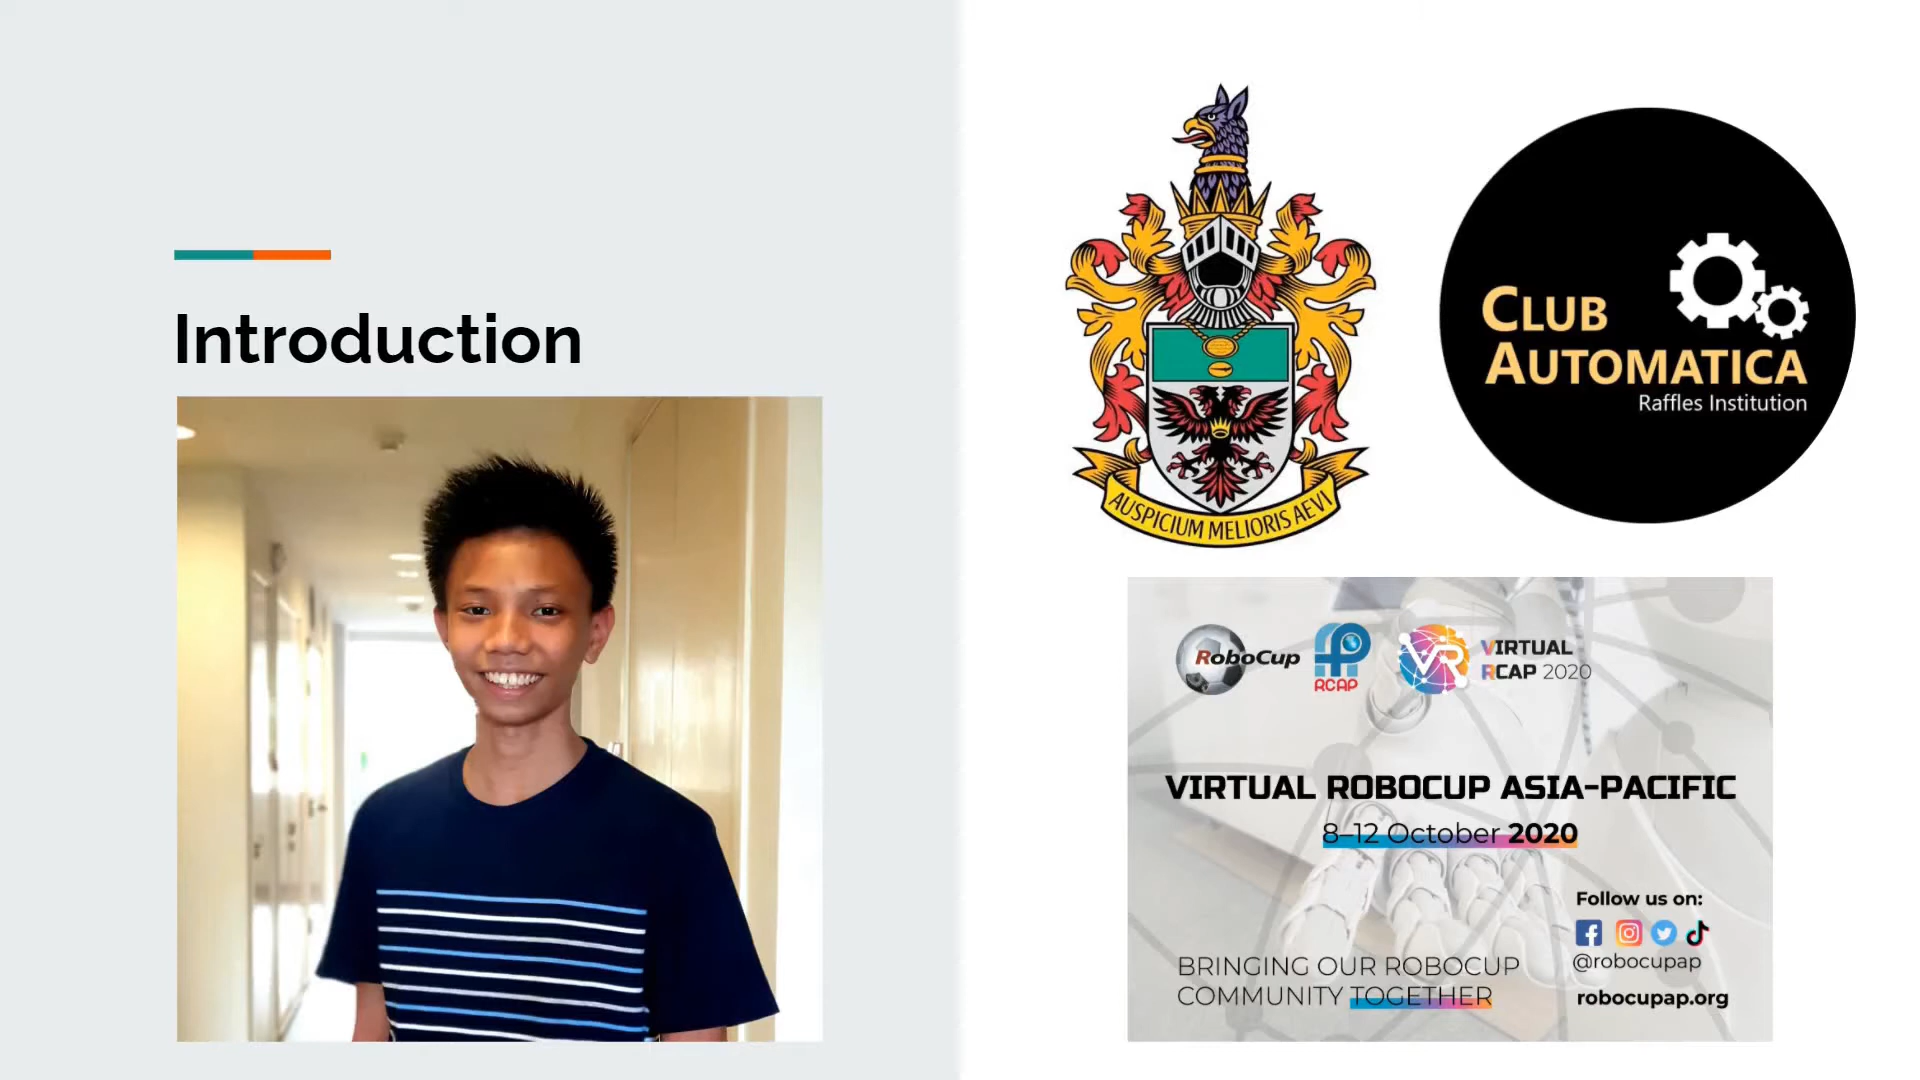 Introduction
AUSPICIUM MELIORIS AEVI
CLUB
AUTOMATICA
Raffles Institution
RoboCup
RCAP
VR
VIRTUAL
RCAP 2020
VIRTUAL ROBOCUP ASIA-PACIFIC
8–12 October 2020
Follow us on:
@robocupap
BRINGING OUR ROBOCUP
COMMUNITY TOGETHER
robocupap.org